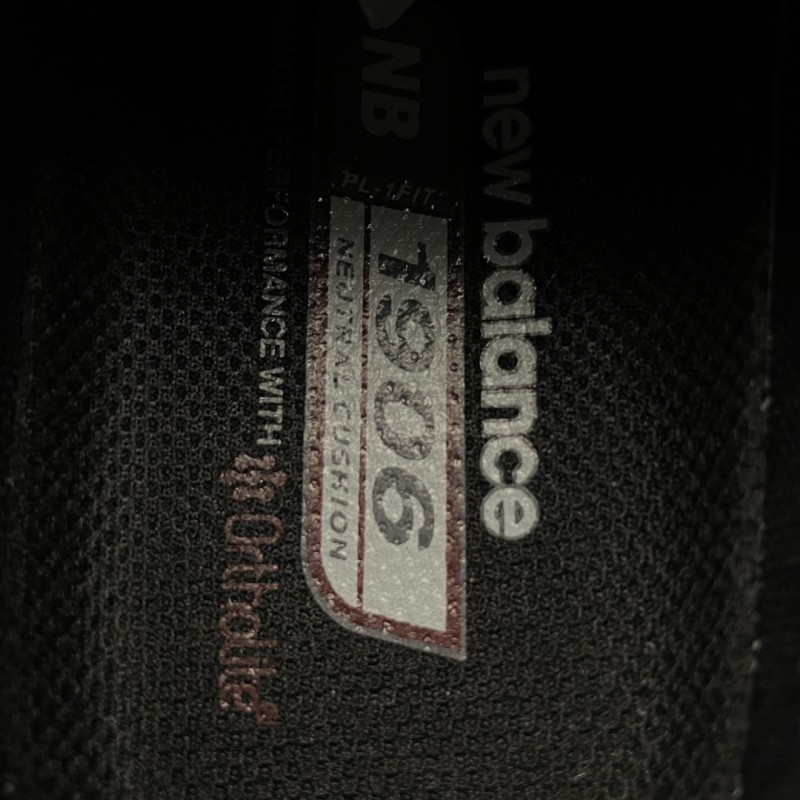 new balance
NB
PL-1 FIT
1906
NEUTRAL CUSHION
PERFORMANCE WITH
Ortholite